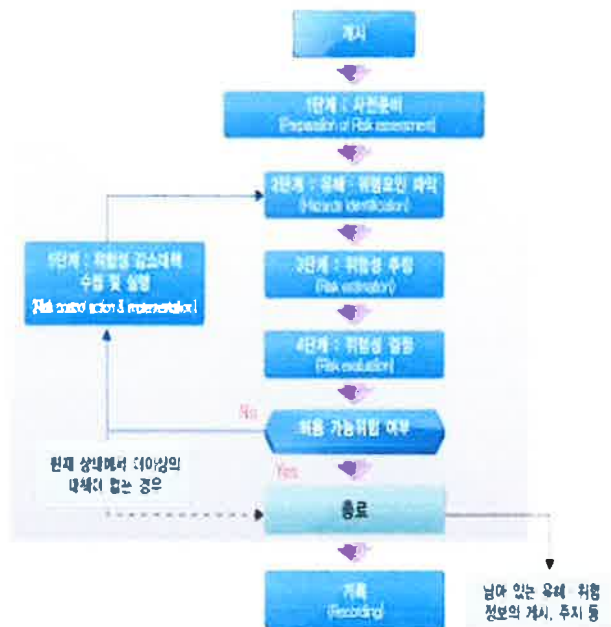 개시
1단계 : 사전준비
(Preparation of Risk assessment)
2단계 : 유해 · 위험요인 파악
(Hazards identification)
5단계 : 위험성 감소대책
수립 및 실행
(Risk control action & implementation)
3단계 : 위험성 추정
(Risk estimation)
4단계 : 위험성 결정
(Risk evaluation)
No
허용 가능위험 여부
현재 상태에서 더이상의
대책이 없는 경우
Yes
종료
기록
(Recording)
남아 있는 유해 · 위험
정보의 게시, 주지 등